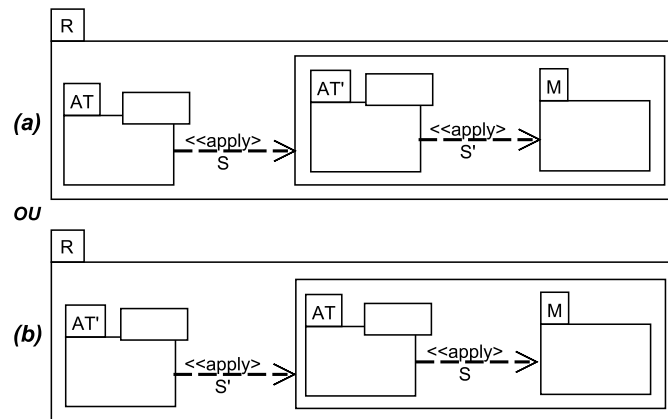 R
AT
AT'
M
(a)
<<apply>
S
<<apply>
S'
OU
R
AT'
AT
M
(b)
<<apply>
S'
<<apply>
S